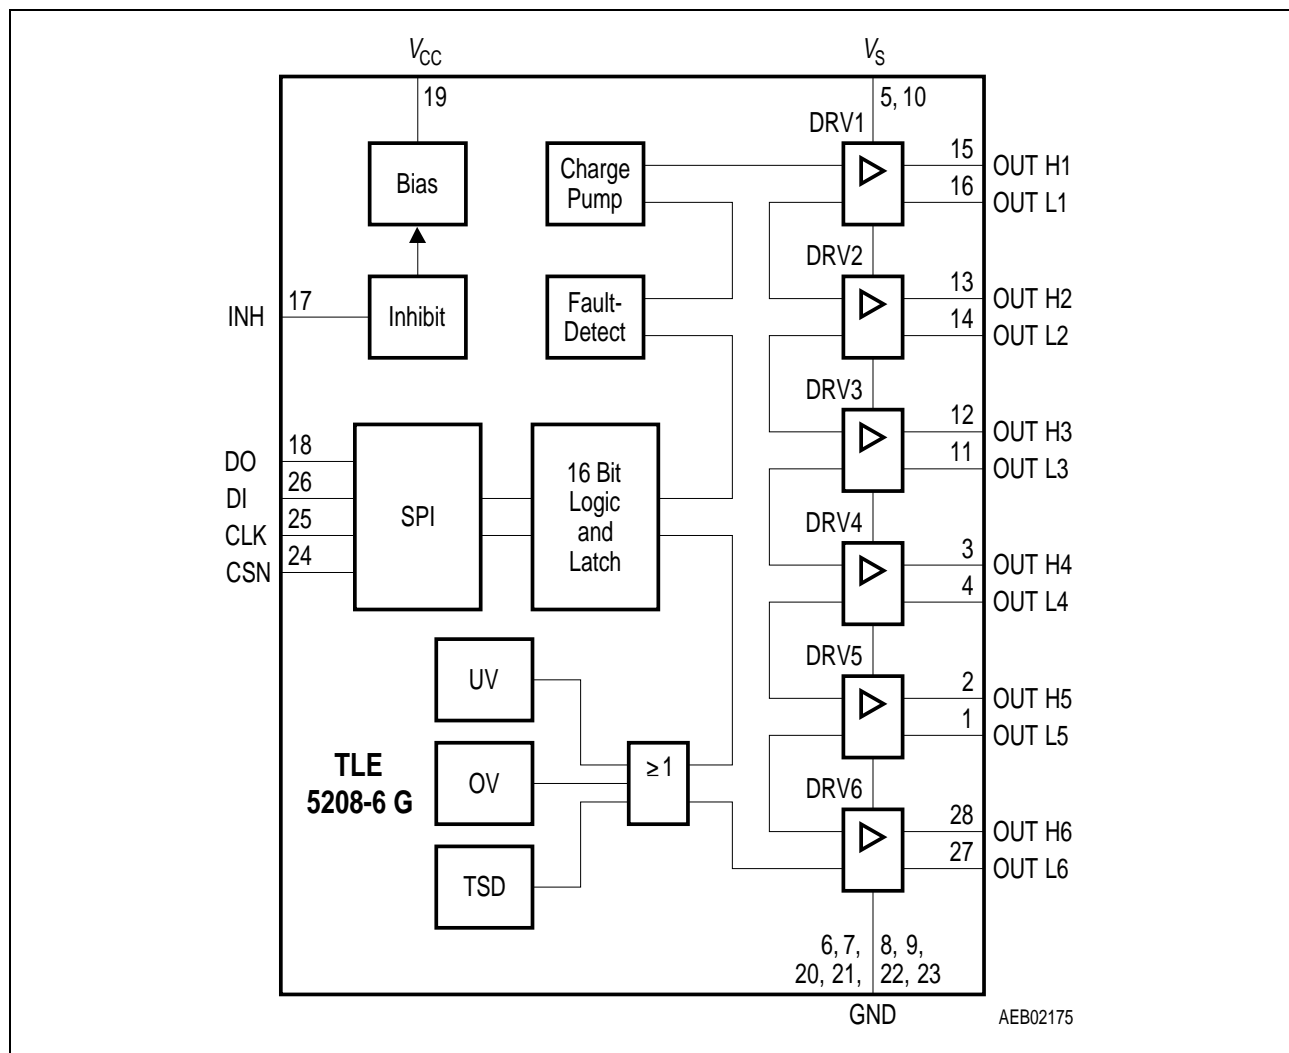 VCC
VS
19
5, 10
DRV1
Bias
Charge
Pump
15
OUT H1
16
OUT L1
DRV2
INH
17
Inhibit
Fault-
Detect
13
OUT H2
14
OUT L2
DRV3
12
OUT H3
11
OUT L3
DO
18
DI
26
CLK
25
CSN
24
SPI
16 Bit
Logic
and
Latch
DRV4
3
OUT H4
4
OUT L4
UV
DRV5
2
OUT H5
1
OUT L5
TLE
5208-6 G
OV
≥1
DRV6
28
OUT H6
27
OUT L6
TSD
6, 7, 8, 9,
20, 21, 22, 23
GND
AEB02175